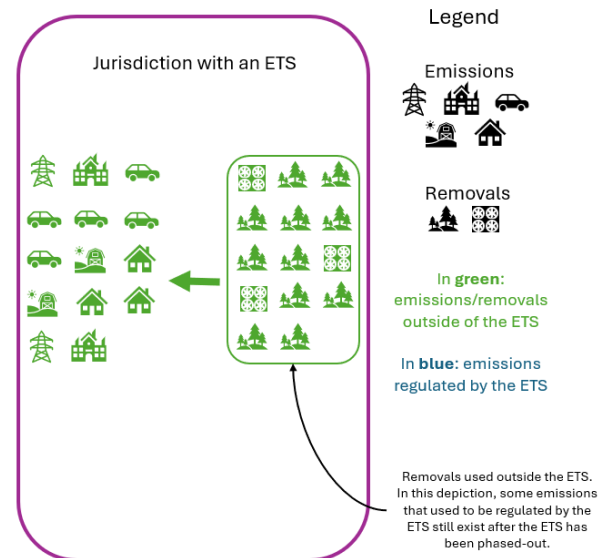 Legend
Jurisdiction with an ETS
Emissions
Removals
In green:
emissions/removals
outside of the ETS
In blue: emissions
regulated by the ETS
Removals used outside the ETS.
In this depiction, some emissions
that used to be regulated by the
ETS still exist after the ETS has
been phased-out.